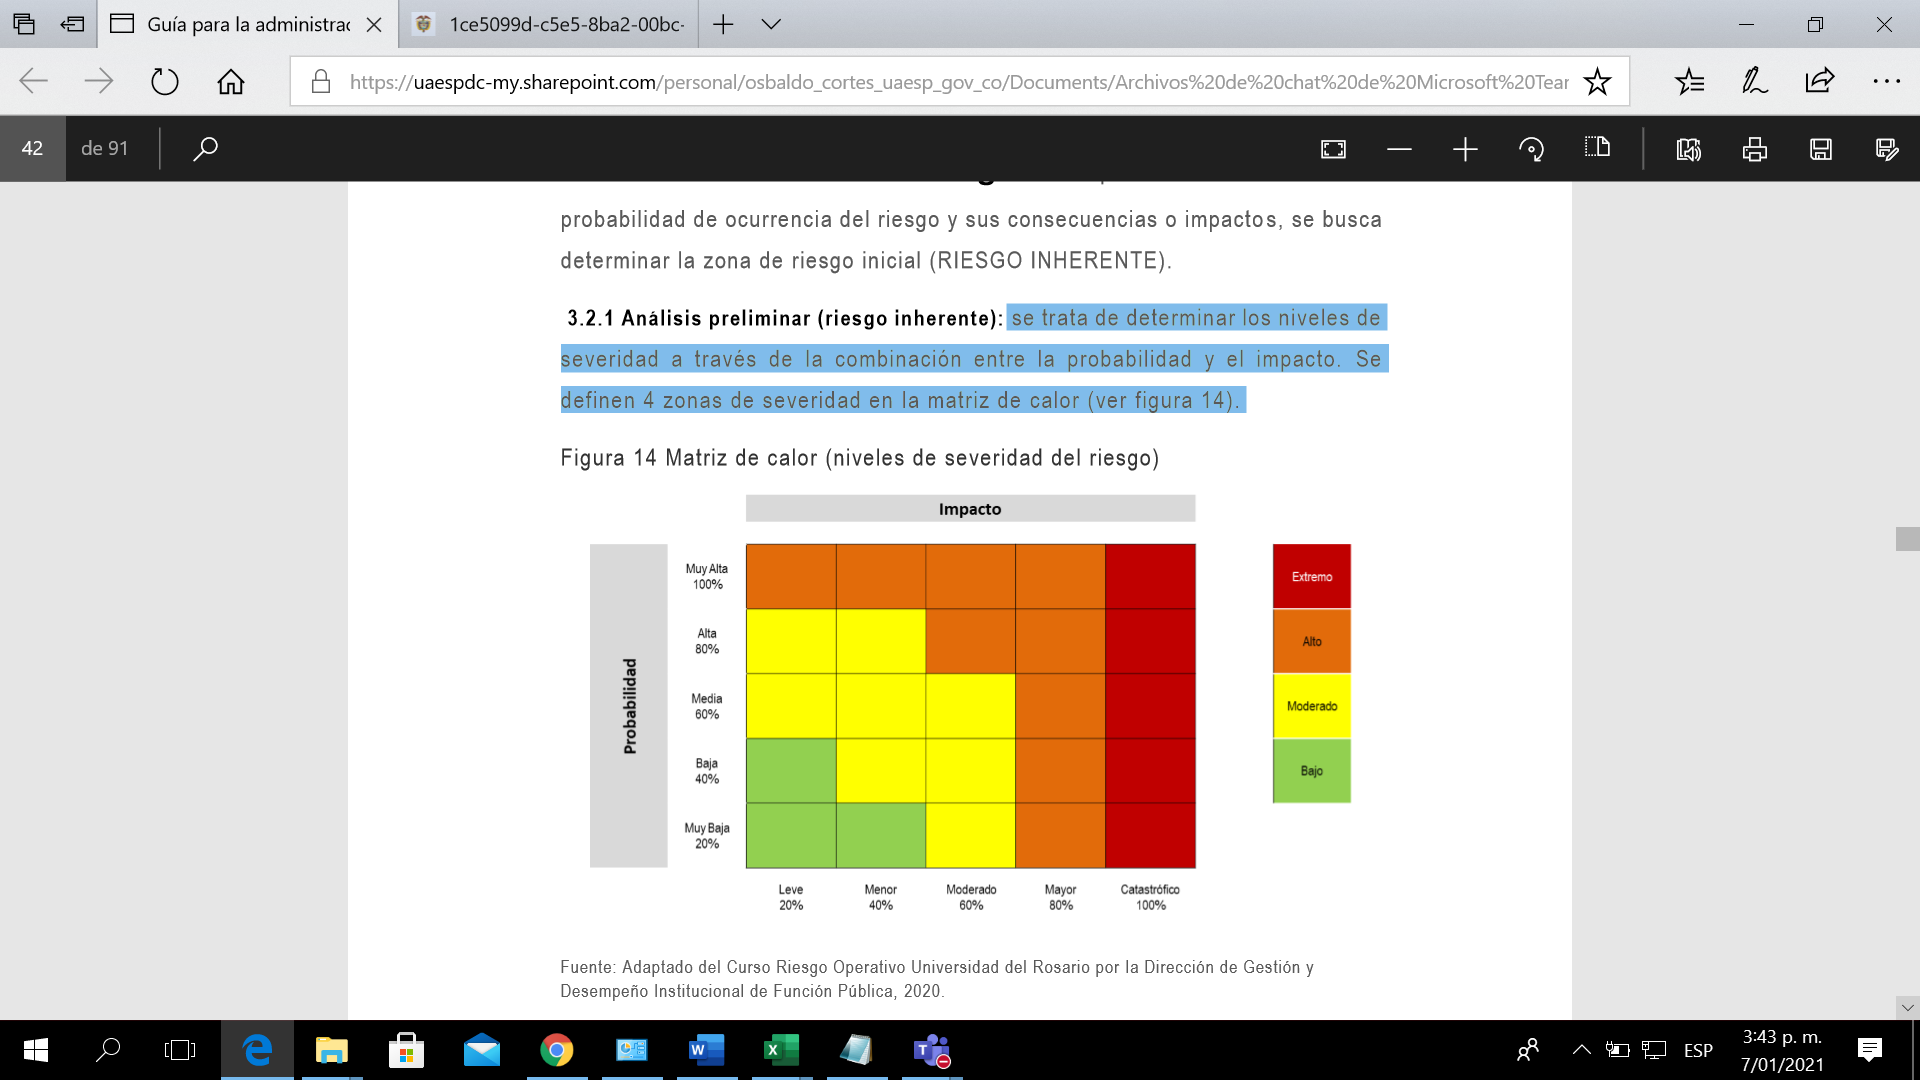 Guía para la administrac
1ce5099d-c5e5-8ba2-00bc-
https://uaespdc-my.sharepoint.com/personal/osbaldo_cortes_uaesp_gov_co/Documents/Archivos%20de%20chat%20de%20Microsoft%20Tear
42 de 91
probabilidad de ocurrencia del riesgo y sus consecuencias o impactos, se busca
determinar la zona de riesgo inicial (RIESGO INHERENTE).
3.2.1 Análisis preliminar (riesgo inherente): se trata de determinar los niveles de
severidad a través de la combinación entre la probabilidad y el impacto. Se
definen 4 zonas de severidad en la matriz de calor (ver figura 14).
Figura 14 Matriz de calor (niveles de severidad del riesgo)
Impacto
Probabilidad
Muy Alta
100%
Alta
80%
Media
60%
Baja
40%
Muy Baja
20%
Leve
20%
Menor
40%
Moderado
60%
Mayor
80%
Catastrófico
100%
Extremo
Alto
Moderado
Bajo
Fuente: Adaptado del Curso Riesgo Operativo Universidad del Rosario por la Dirección de Gestión y
Desempeño Institucional de Función Pública, 2020.
ESP
3:43 p. m.
7/01/2021